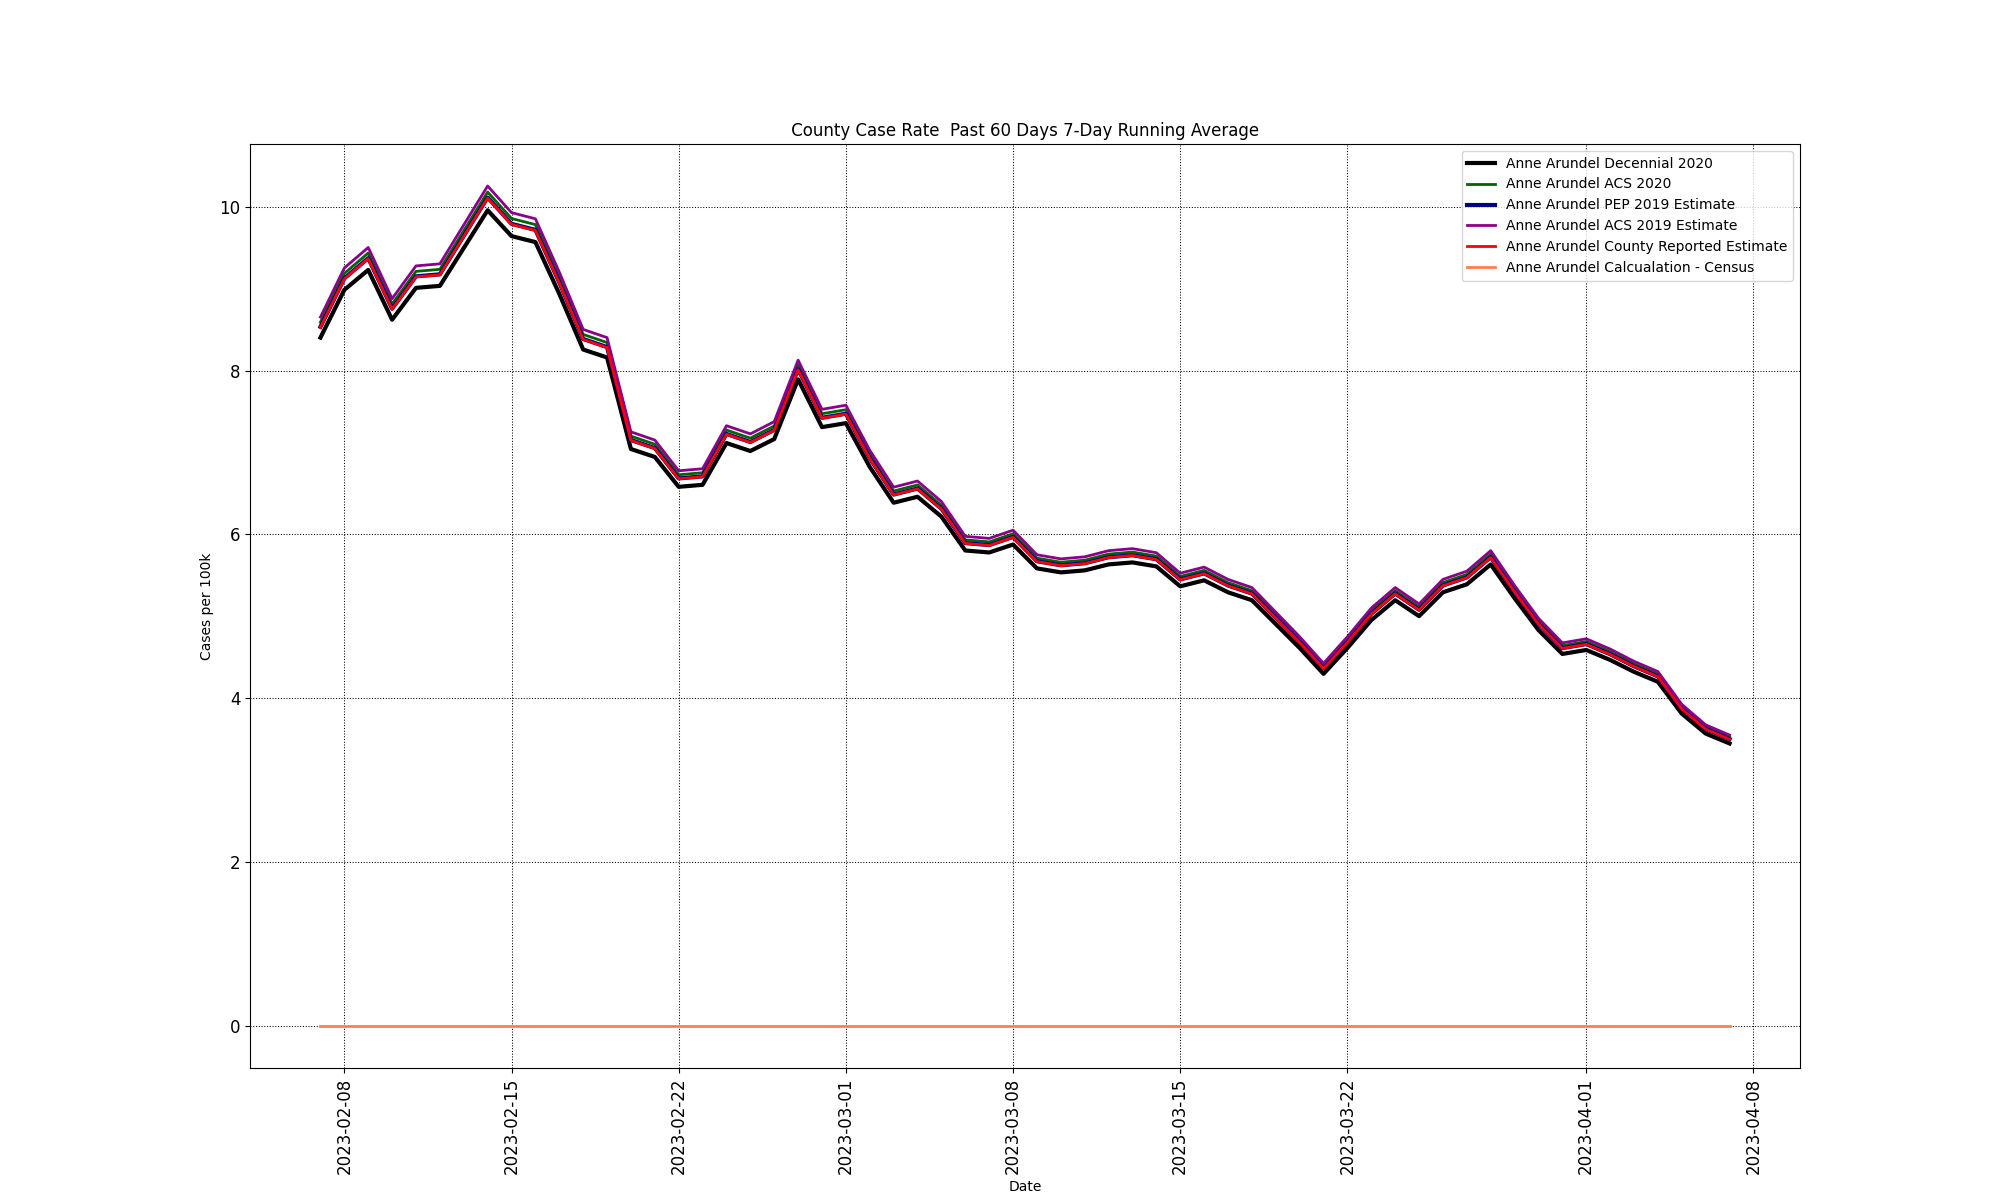 County Case Rate  Past 60 Days 7-Day Running Average
Anne Arundel Decennial 2020
Anne Arundel ACS 2020
Anne Arundel PEP 2019 Estimate
Anne Arundel ACS 2019 Estimate
Anne Arundel County Reported Estimate
Anne Arundel Calcualation - Census
Cases per 100k
10
8
6
4
2
0
2023-02-08
2023-02-15
2023-02-22
2023-03-01
2023-03-08
2023-03-15
2023-03-22
2023-04-01
2023-04-08
Date